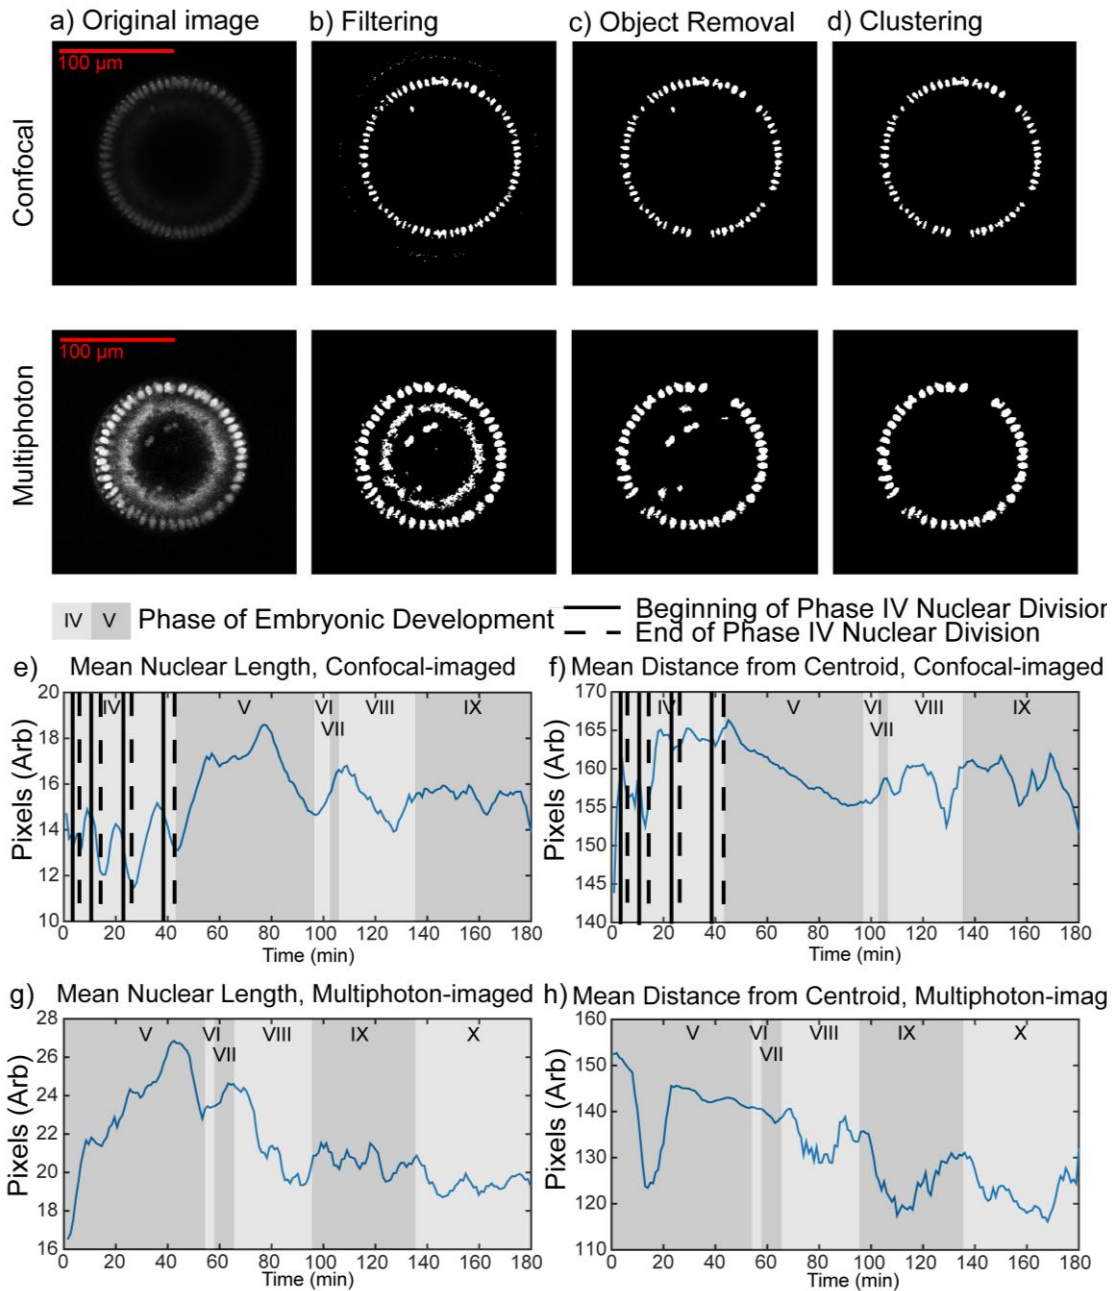 a) Original image
b) Filtering
c) Object Removal
d) Clustering
Confocal
100 µm
Multiphoton
100 µm
IV V Phase of Embryonic Development
Beginning of Phase IV Nuclear Division
End of Phase IV Nuclear Division
e) Mean Nuclear Length, Confocal-imaged
Pixels (Arb)
20
18
16
14
12
10
IV V VI VII VIII IX
0 20 40 60 80 100 120 140 160 180
Time (min)
f) Mean Distance from Centroid, Confocal-imaged
Pixels (Arb)
170
165
160
155
150
145
140
IV V VI VII VIII IX
0 20 40 60 80 100 120 140 160 180
Time (min)
g) Mean Nuclear Length, Multiphoton-imaged
Pixels (Arb)
28
26
24
22
20
18
16
V VI VII VIII IX X
0 20 40 60 80 100 120 140 160 180
Time (min)
h) Mean Distance from Centroid, Multiphoton-imag
Pixels (Arb)
160
150
140
130
120
110
V VI VII VIII IX X
0 20 40 60 80 100 120 140 160 180
Time (min)